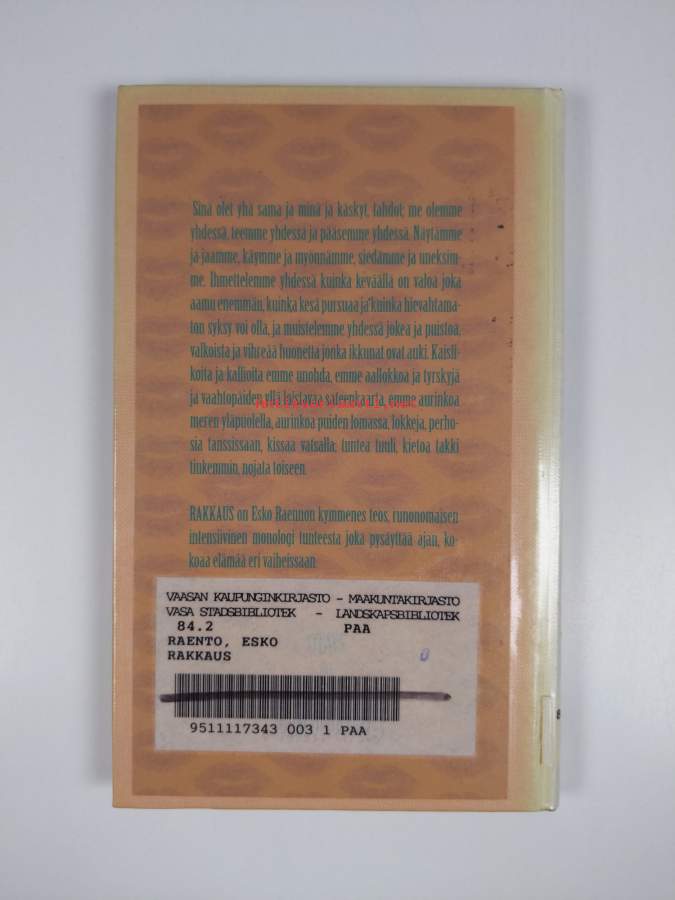 Sinä olet yhä sama ja minä ja käskyt, tahdot; me olemme
yhdessä, teemme yhdessä ja pääsemme yhdessä. Näytämme
ja jaamme, käymme ja myönnämme, siedämme ja uneksim-
me. Ihmettelemme yhdessä kuinka keväällä on valoa joka
aamu enemmän, kuinka kesä pursuaa ja kuinka hievahtama-
ton syksy voi olla, ja muistelemme yhdessä jokea ja puistoa,
valkoista ja vihreää huonetta jonka ikkunat ovat auki. Kaisli-
koita ja kallioita emme unohda, emme aallokkoa ja tyrskyjä
ja vaahtopäiden yllä loistavaa sateenkaarta, emme aurinkoa
meren yläpuolella, aurinkoa puiden lomassa, lokkeja, perho-
sia tanssissaan, kissaa vatsalla; tuntea tuuli, kietoa takki
tiukemmin, nojata toiseen.
RAKKAUS on Esko Raennon kymmenes teos, runonomaisen
intensiivinen monologi tunteesta joka pysäyttää ajan, ko-
koaa elämää eri vaiheissaan.
VAASAN KAUPUNGINKIRJASTO - MAAKUNTAKIRJASTO
VASA STADSBIBLIOTEK - LANDSKAPSBIBLIOTEK
84.2 PAA
RAENTO, ESKO
RAKKAUS 0
9511117343 003 1 PAA